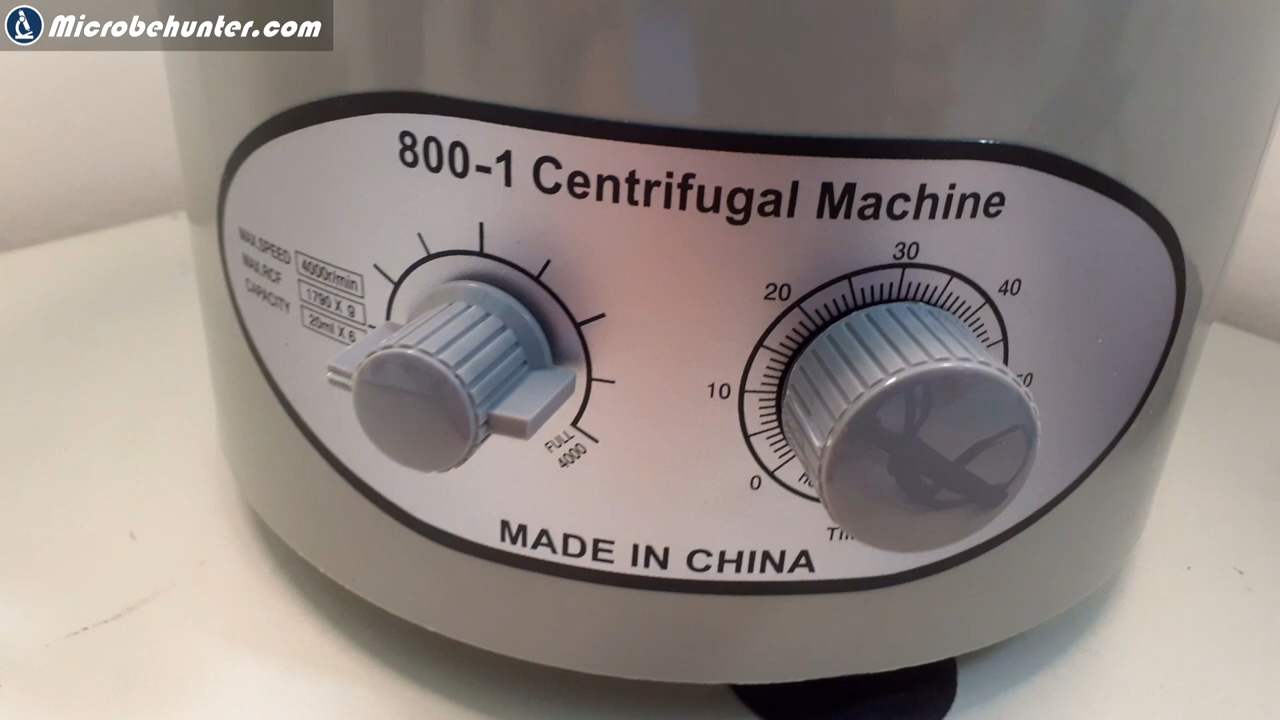 Microbehunter.com
800-1 Centrifugal Machine
MAX.SPEED 4000r/min
MAX.RCF 1790 X g
CAPACITY 20ml X 6
FULL
4000
0
10
20
30
40
MADE IN CHINA